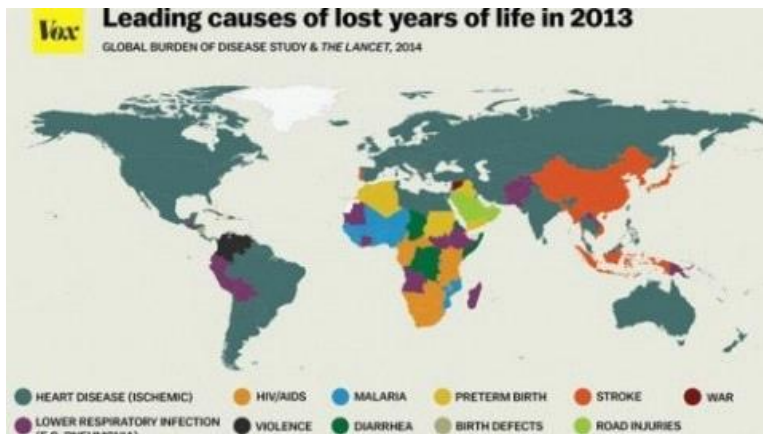 Vox
Leading causes of lost years of life in 2013
GLOBAL BURDEN OF DISEASE STUDY & THE LANCET, 2014
HEART DISEASE (ISCHEMIC)
HIV/AIDS
MALARIA
PRETERM BIRTH
STROKE
WAR
LOWER RESPIRATORY INFECTION
VIOLENCE
DIARRHEA
BIRTH DEFECTS
ROAD INJURIES